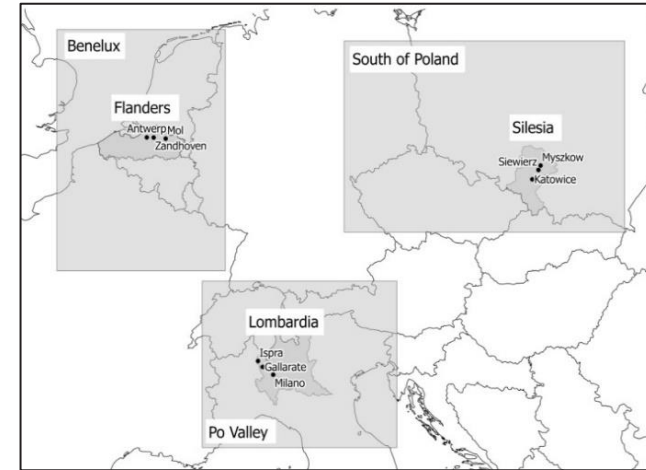 Benelux
Flanders
Antwerp Mol
Zandhoven
South of Poland
Silesia
Siewierz Myszkow
Katowice
Lombardia
Ispra
Gallarate
Milano
Po Valley